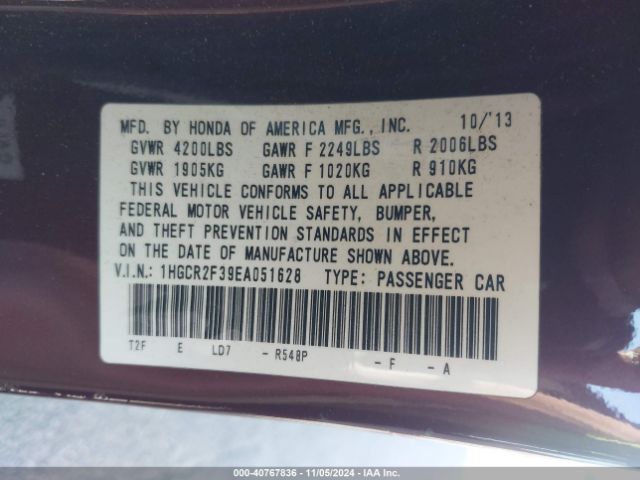 MFD. BY HONDA OF AMERICA MFG., INC. 10/'13
GVWR 4200LBS GAWR F 2249LBS R 2006LBS
GVWR 1905KG GAWR F 1020KG R 910KG
THIS VEHICLE CONFORMS TO ALL APPLICABLE
FEDERAL MOTOR VEHICLE SAFETY, BUMPER,
AND THEFT PREVENTION STANDARDS IN EFFECT
ON THE DATE OF MANUFACTURE SHOWN ABOVE.
V.I.N.: 1HGCR2F39EA051628 TYPE: PASSENGER CAR
T2F E LD7 - R548P - F - A
000-40767836 - 11/05/2024 - IAA Inc.